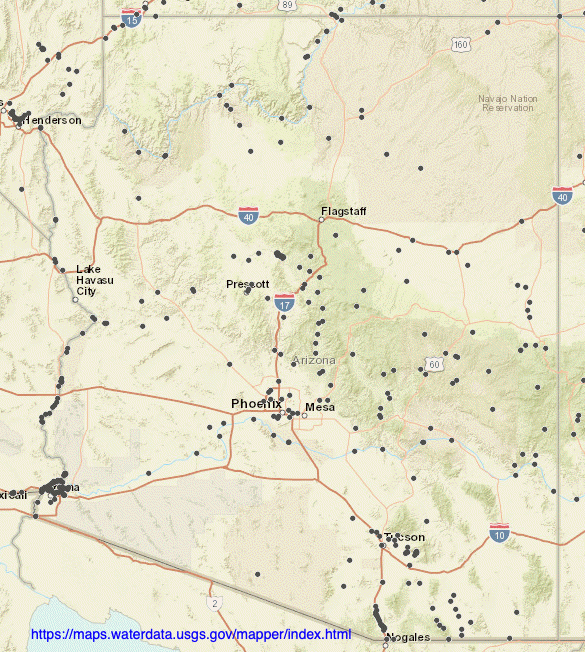 89
15
160
Navajo Nation
Reservation
Henderson
40
40
Flagstaff
Lake
Havasu
City
Prescott
17
Arizona
60
Phoenix
Mesa
xicali
10
Tucson
2
https://maps.waterdata.usgs.gov/mapper/index.html
Nogales